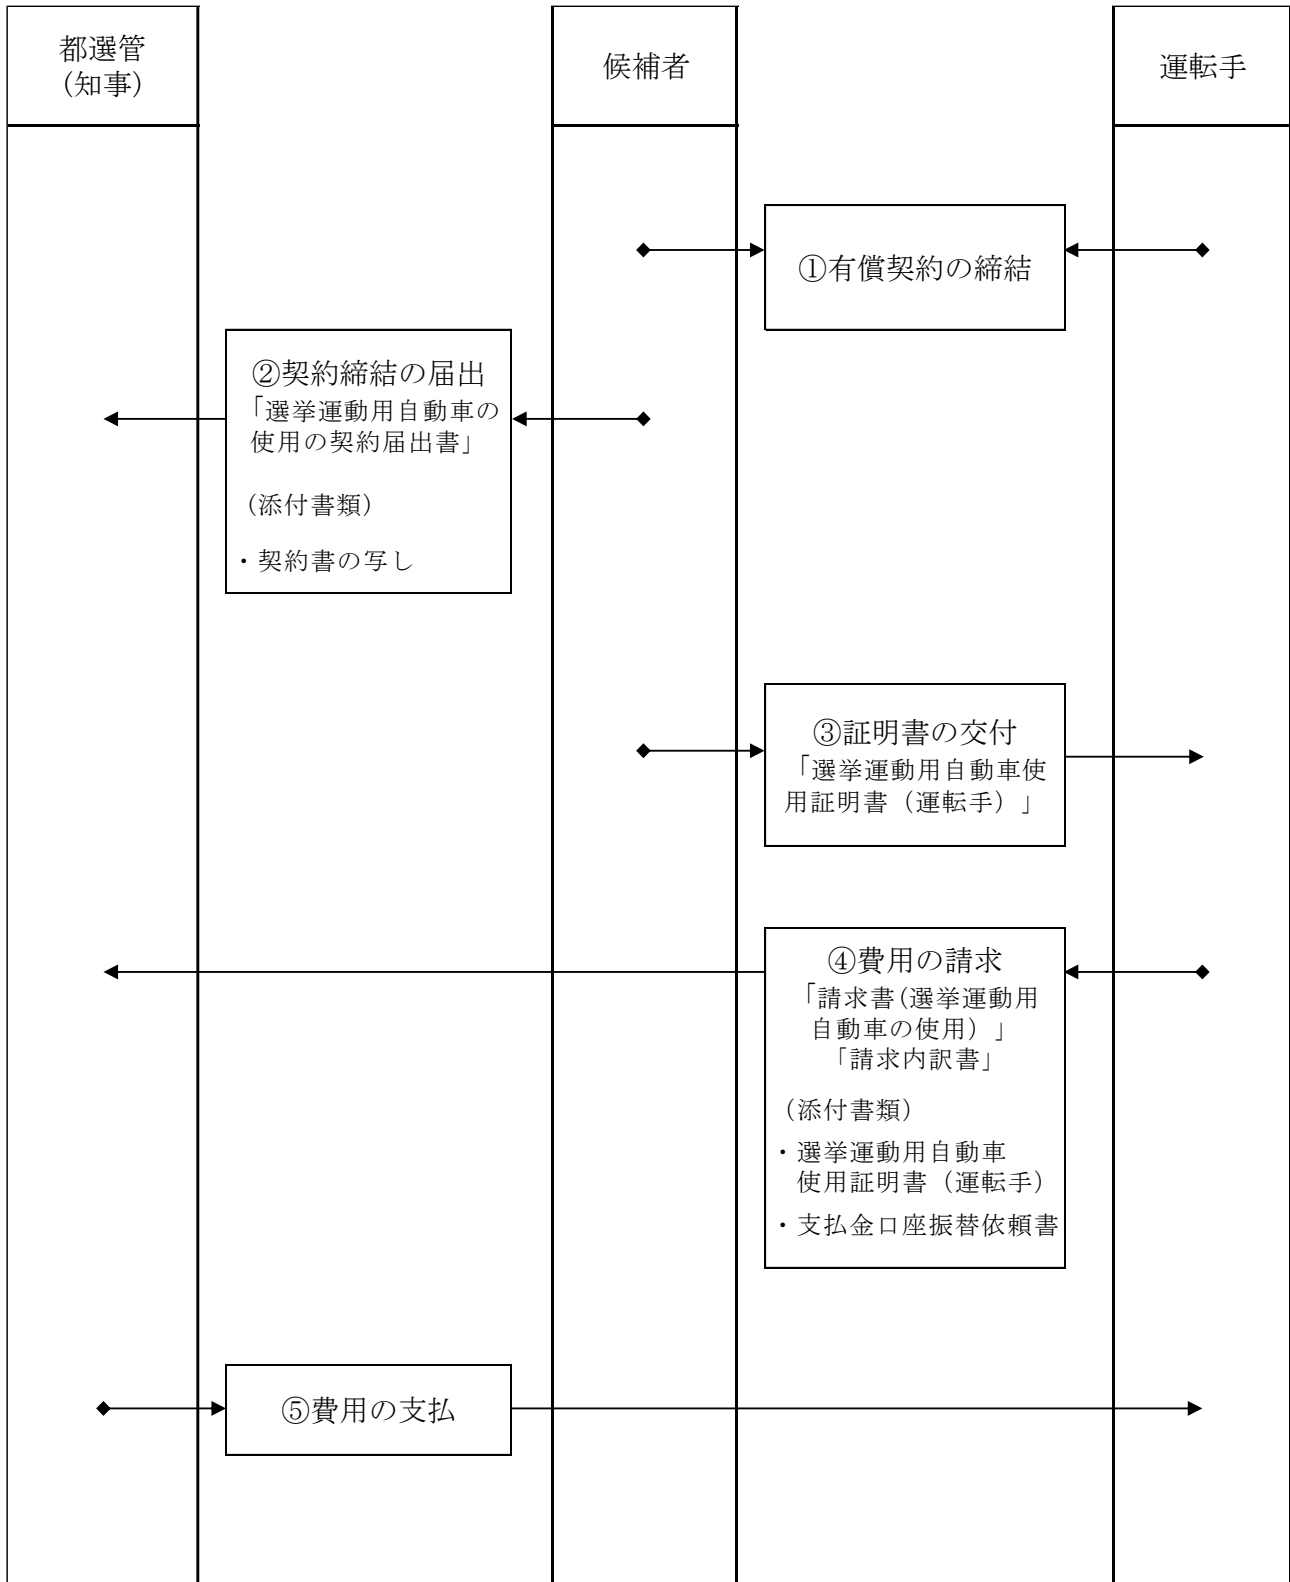 都選管
(知事)
候補者
運転手
①有償契約の締結
②契約締結の届出
「選挙運動用自動車の
使用の契約届出書」
(添付書類)
・契約書の写し
③証明書の交付
「選挙運動用自動車使
用証明書（運転手）」
④費用の請求
「請求書(選挙運動用
自動車の使用）」
「請求内訳書」
(添付書類)
・選挙運動用自動車
使用証明書（運転手)
・支払金口座振替依頼書
⑤費用の支払